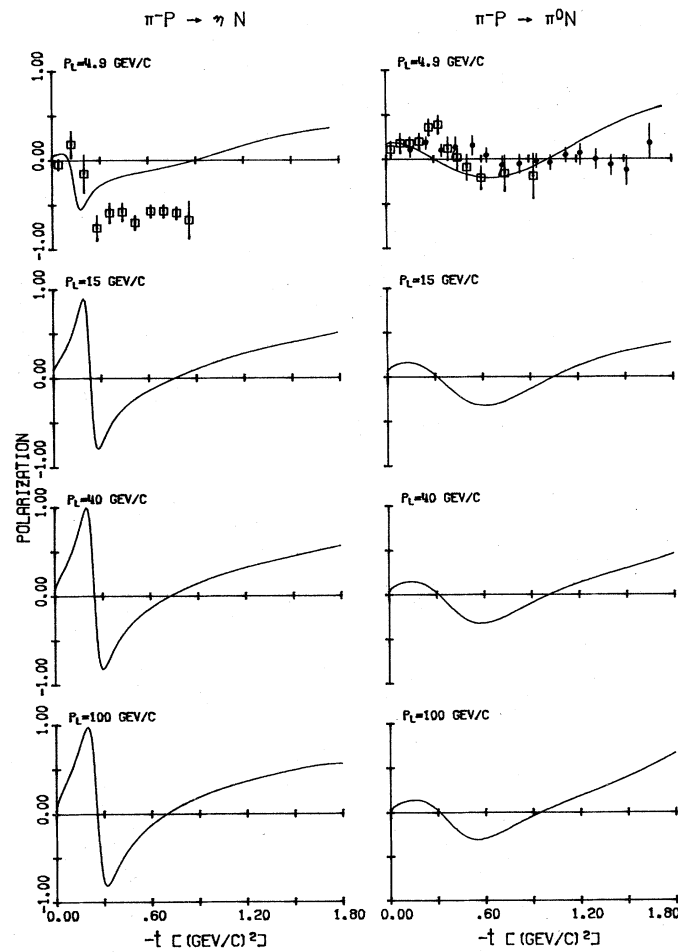 π⁻P → η N
π⁻P → π⁰N
P_L=4.9 GEV/C
P_L=4.9 GEV/C
1.00
0.00
-1.00
P_L=15 GEV/C
P_L=15 GEV/C
1.00
0.00
-1.00
POLARIZATION
P_L=40 GEV/C
P_L=40 GEV/C
1.00
0.00
-1.00
P_L=100 GEV/C
P_L=100 GEV/C
1.00
0.00
-1.00
0.00 .60 1.20 1.80
0.00 .60 1.20 1.80
-t [(GEV/C)²]
-t [(GEV/C)²]